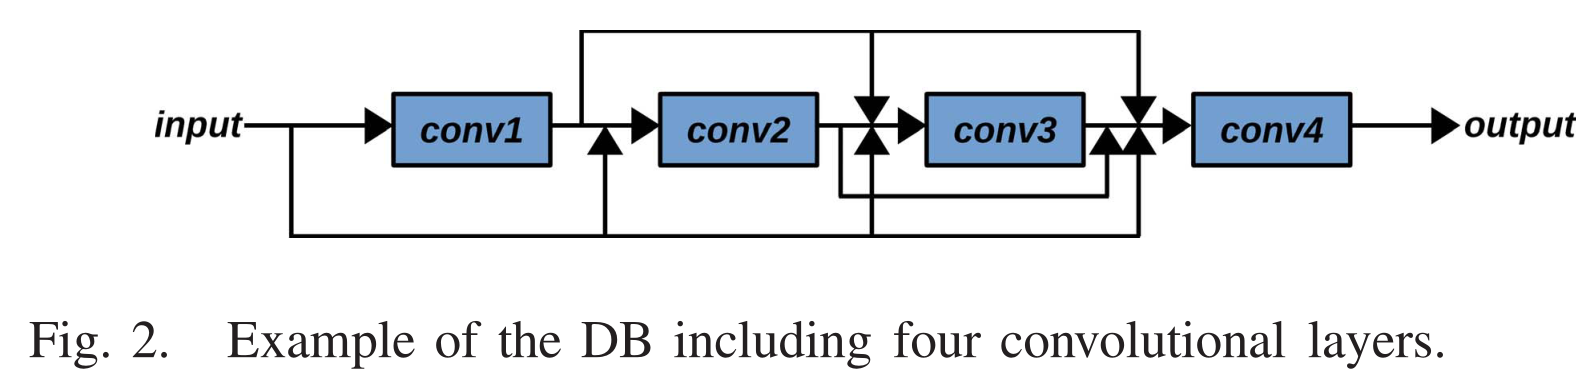 input conv1 conv2 conv3 conv4 output
Fig. 2. Example of the DB including four convolutional layers.